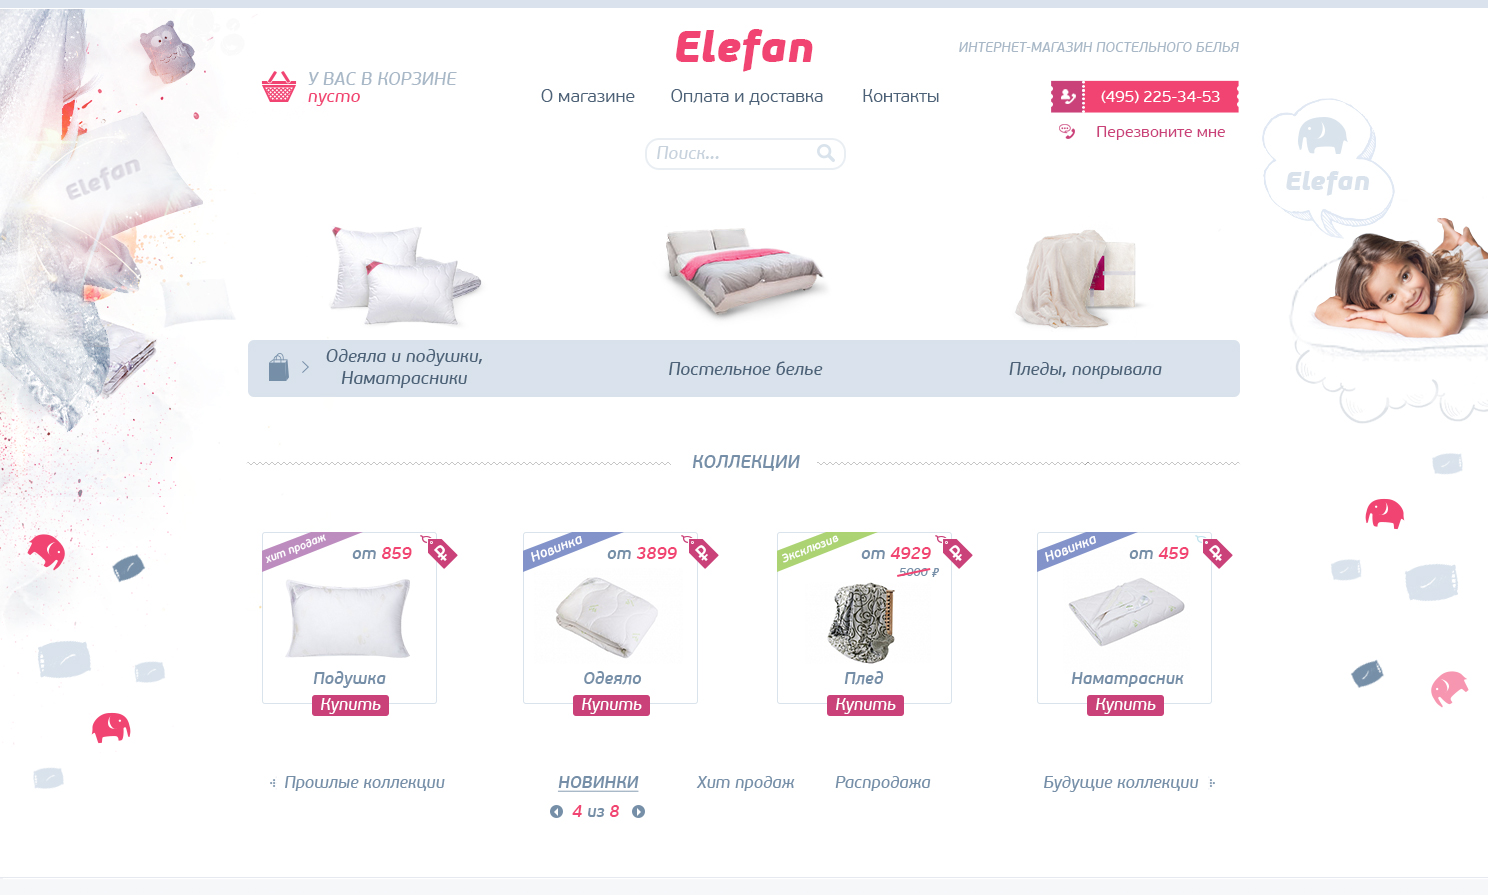 Elefan
ИНТЕРНЕТ-МАГАЗИН ПОСТЕЛЬНОГО БЕЛЬЯ
У ВАС В КОРЗИНЕ
пусто
О магазине Оплата и доставка Контакты
(495) 225-34-53
Перезвоните мне
Поиск...
Elefan
Elefan
Одеяла и подушки,
Наматрасники
Постельное белье
Пледы, покрывала
КОЛЛЕКЦИИ
хит продаж
от 859
₽
Подушка
Купить
Новинка
от 3899
₽
Одеяло
Купить
Эксклюзив
от 4929
₽
5000 ₽
Плед
Купить
Новинка
от 459
₽
Наматрасник
Купить
Прошлые коллекции НОВИНКИ Хит продаж Распродажа Будущие коллекции
4 из 8